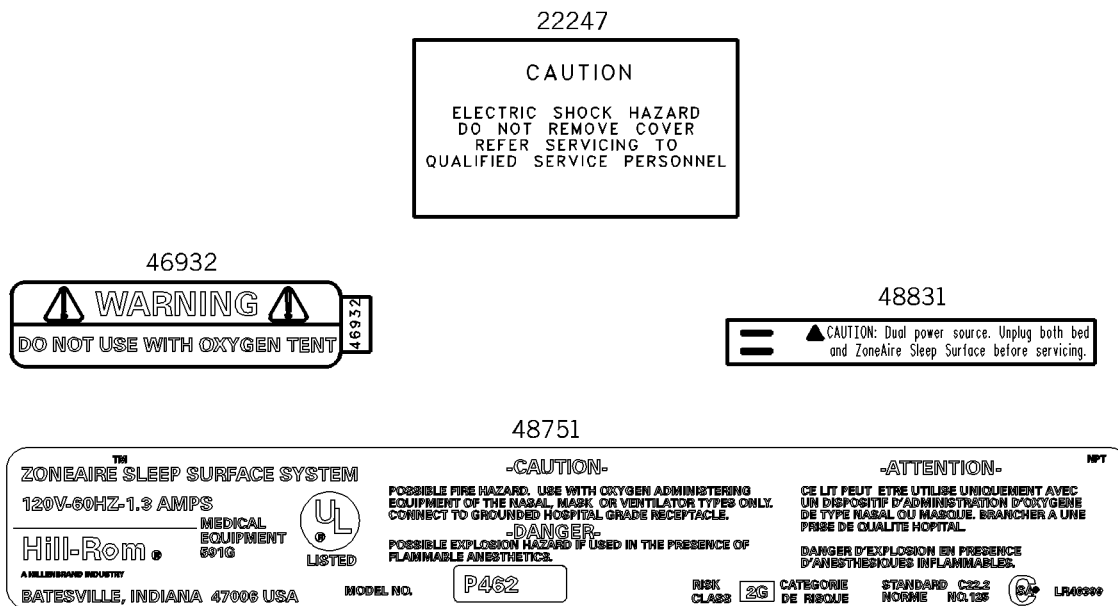 22247
CAUTION
ELECTRIC SHOCK HAZARD
DO NOT REMOVE COVER
REFER SERVICING TO
QUALIFIED SERVICE PERSONNEL
46932
WARNING
DO NOT USE WITH OXYGEN TENT
46932
48831
CAUTION: Dual power source. Unplug both bed
and ZoneAire Sleep Surface before servicing.
48751
ZONEAIRE SLEEP SURFACE SYSTEM™
120V-60HZ-1.3 AMPS
MEDICAL
EQUIPMENT
591G
Hill-Rom®
A HILLENBRAND INDUSTRY
BATESVILLE, INDIANA 47006 USA
UL
®
LISTED
-CAUTION-
POSSIBLE FIRE HAZARD. USE WITH OXYGEN ADMINISTERING
EQUIPMENT OF THE NASAL, MASK OR VENTILATOR TYPES ONLY.
CONNECT TO GROUNDED HOSPITAL GRADE RECEPTACLE.
-DANGER-
POSSIBLE EXPLOSION HAZARD IF USED IN THE PRESENCE OF
FLAMMABLE ANESTHETICS.
MODEL NO. P462
-ATTENTION-
NPT
CE LIT PEUT ETRE UTILISE UNIQUEMENT AVEC
UN DISPOSITIF D'ADMINISTRATION D'OXYGENE
DE TYPE NASAL OU MASQUE. BRANCHER A UNE
PRISE DE QUALITE HOPITAL.
DANGER D'EXPLOSION EN PRESENCE
D'ANESTHESIQUES INFLAMMABLES.
RISK CLASS 2G CATEGORIE DE RISQUE
STANDARD C22.2
NORME NO.125
LR46399